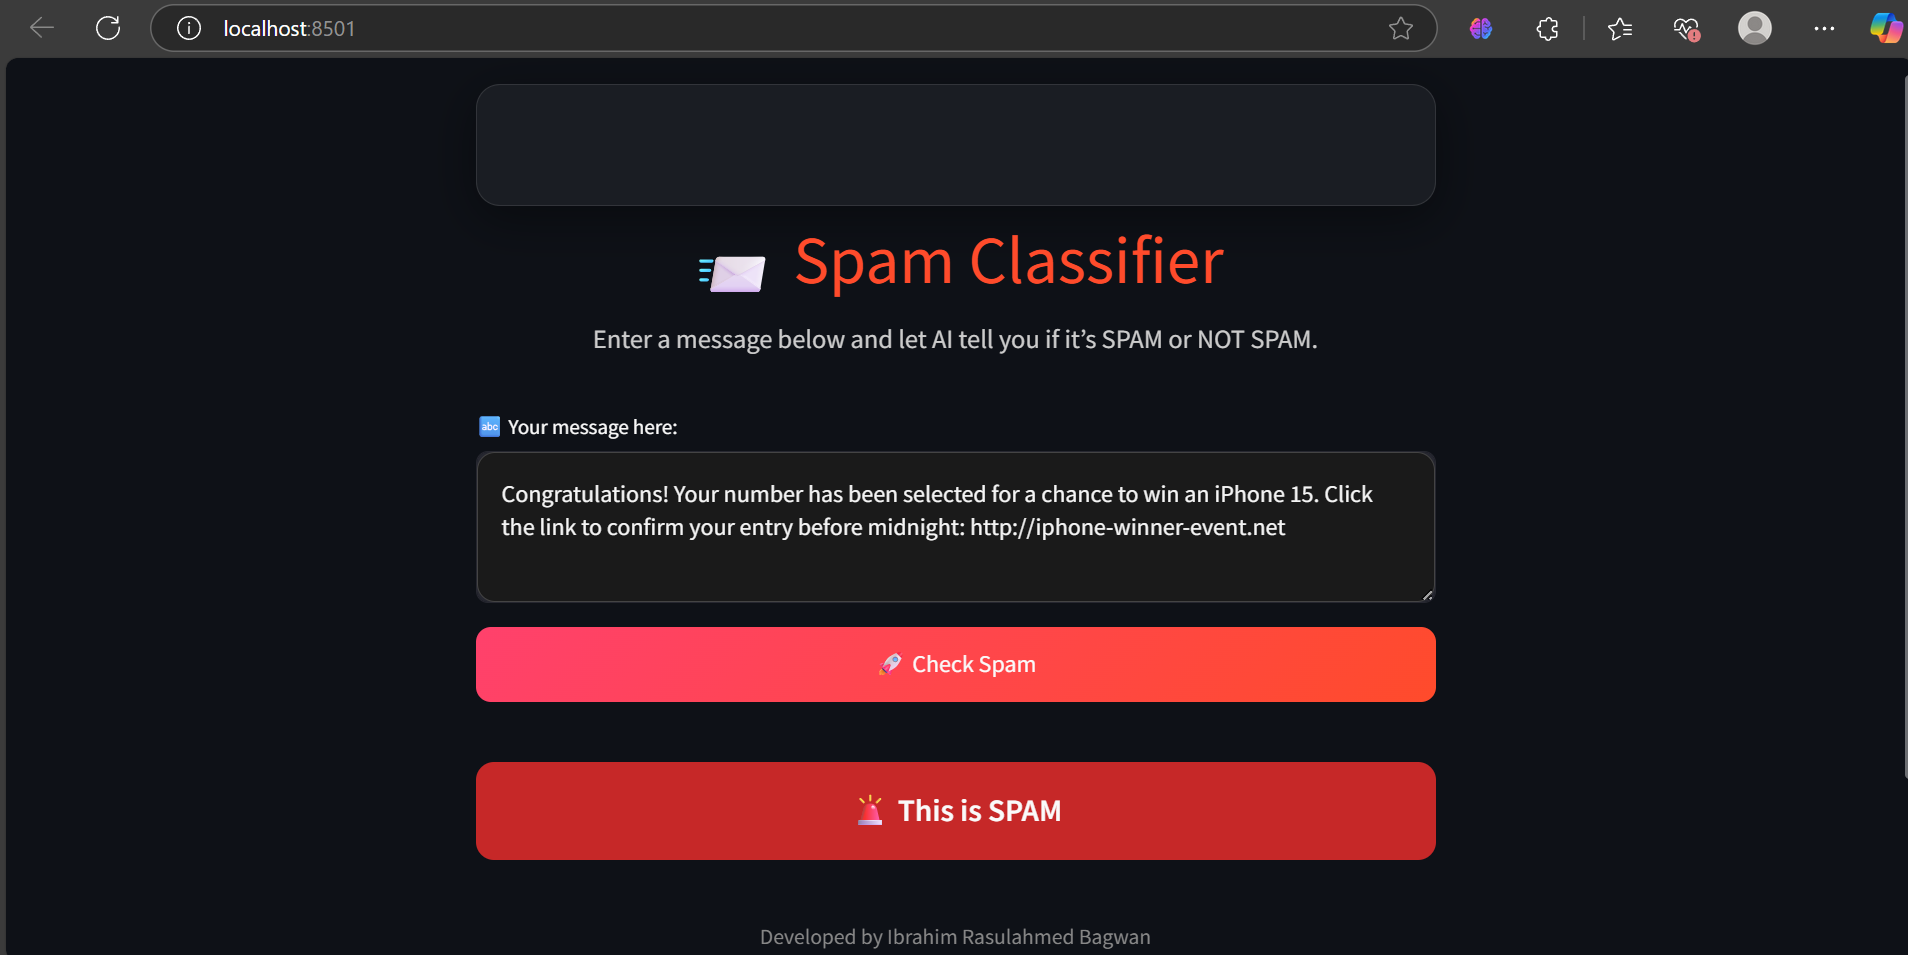 localhost:8501
Spam Classifier
Enter a message below and let AI tell you if it’s SPAM or NOT SPAM.
abc Your message here:
Congratulations! Your number has been selected for a chance to win an iPhone 15. Click
the link to confirm your entry before midnight: http://iphone-winner-event.net
Check Spam
This is SPAM
Developed by Ibrahim Rasulahmed Bagwan